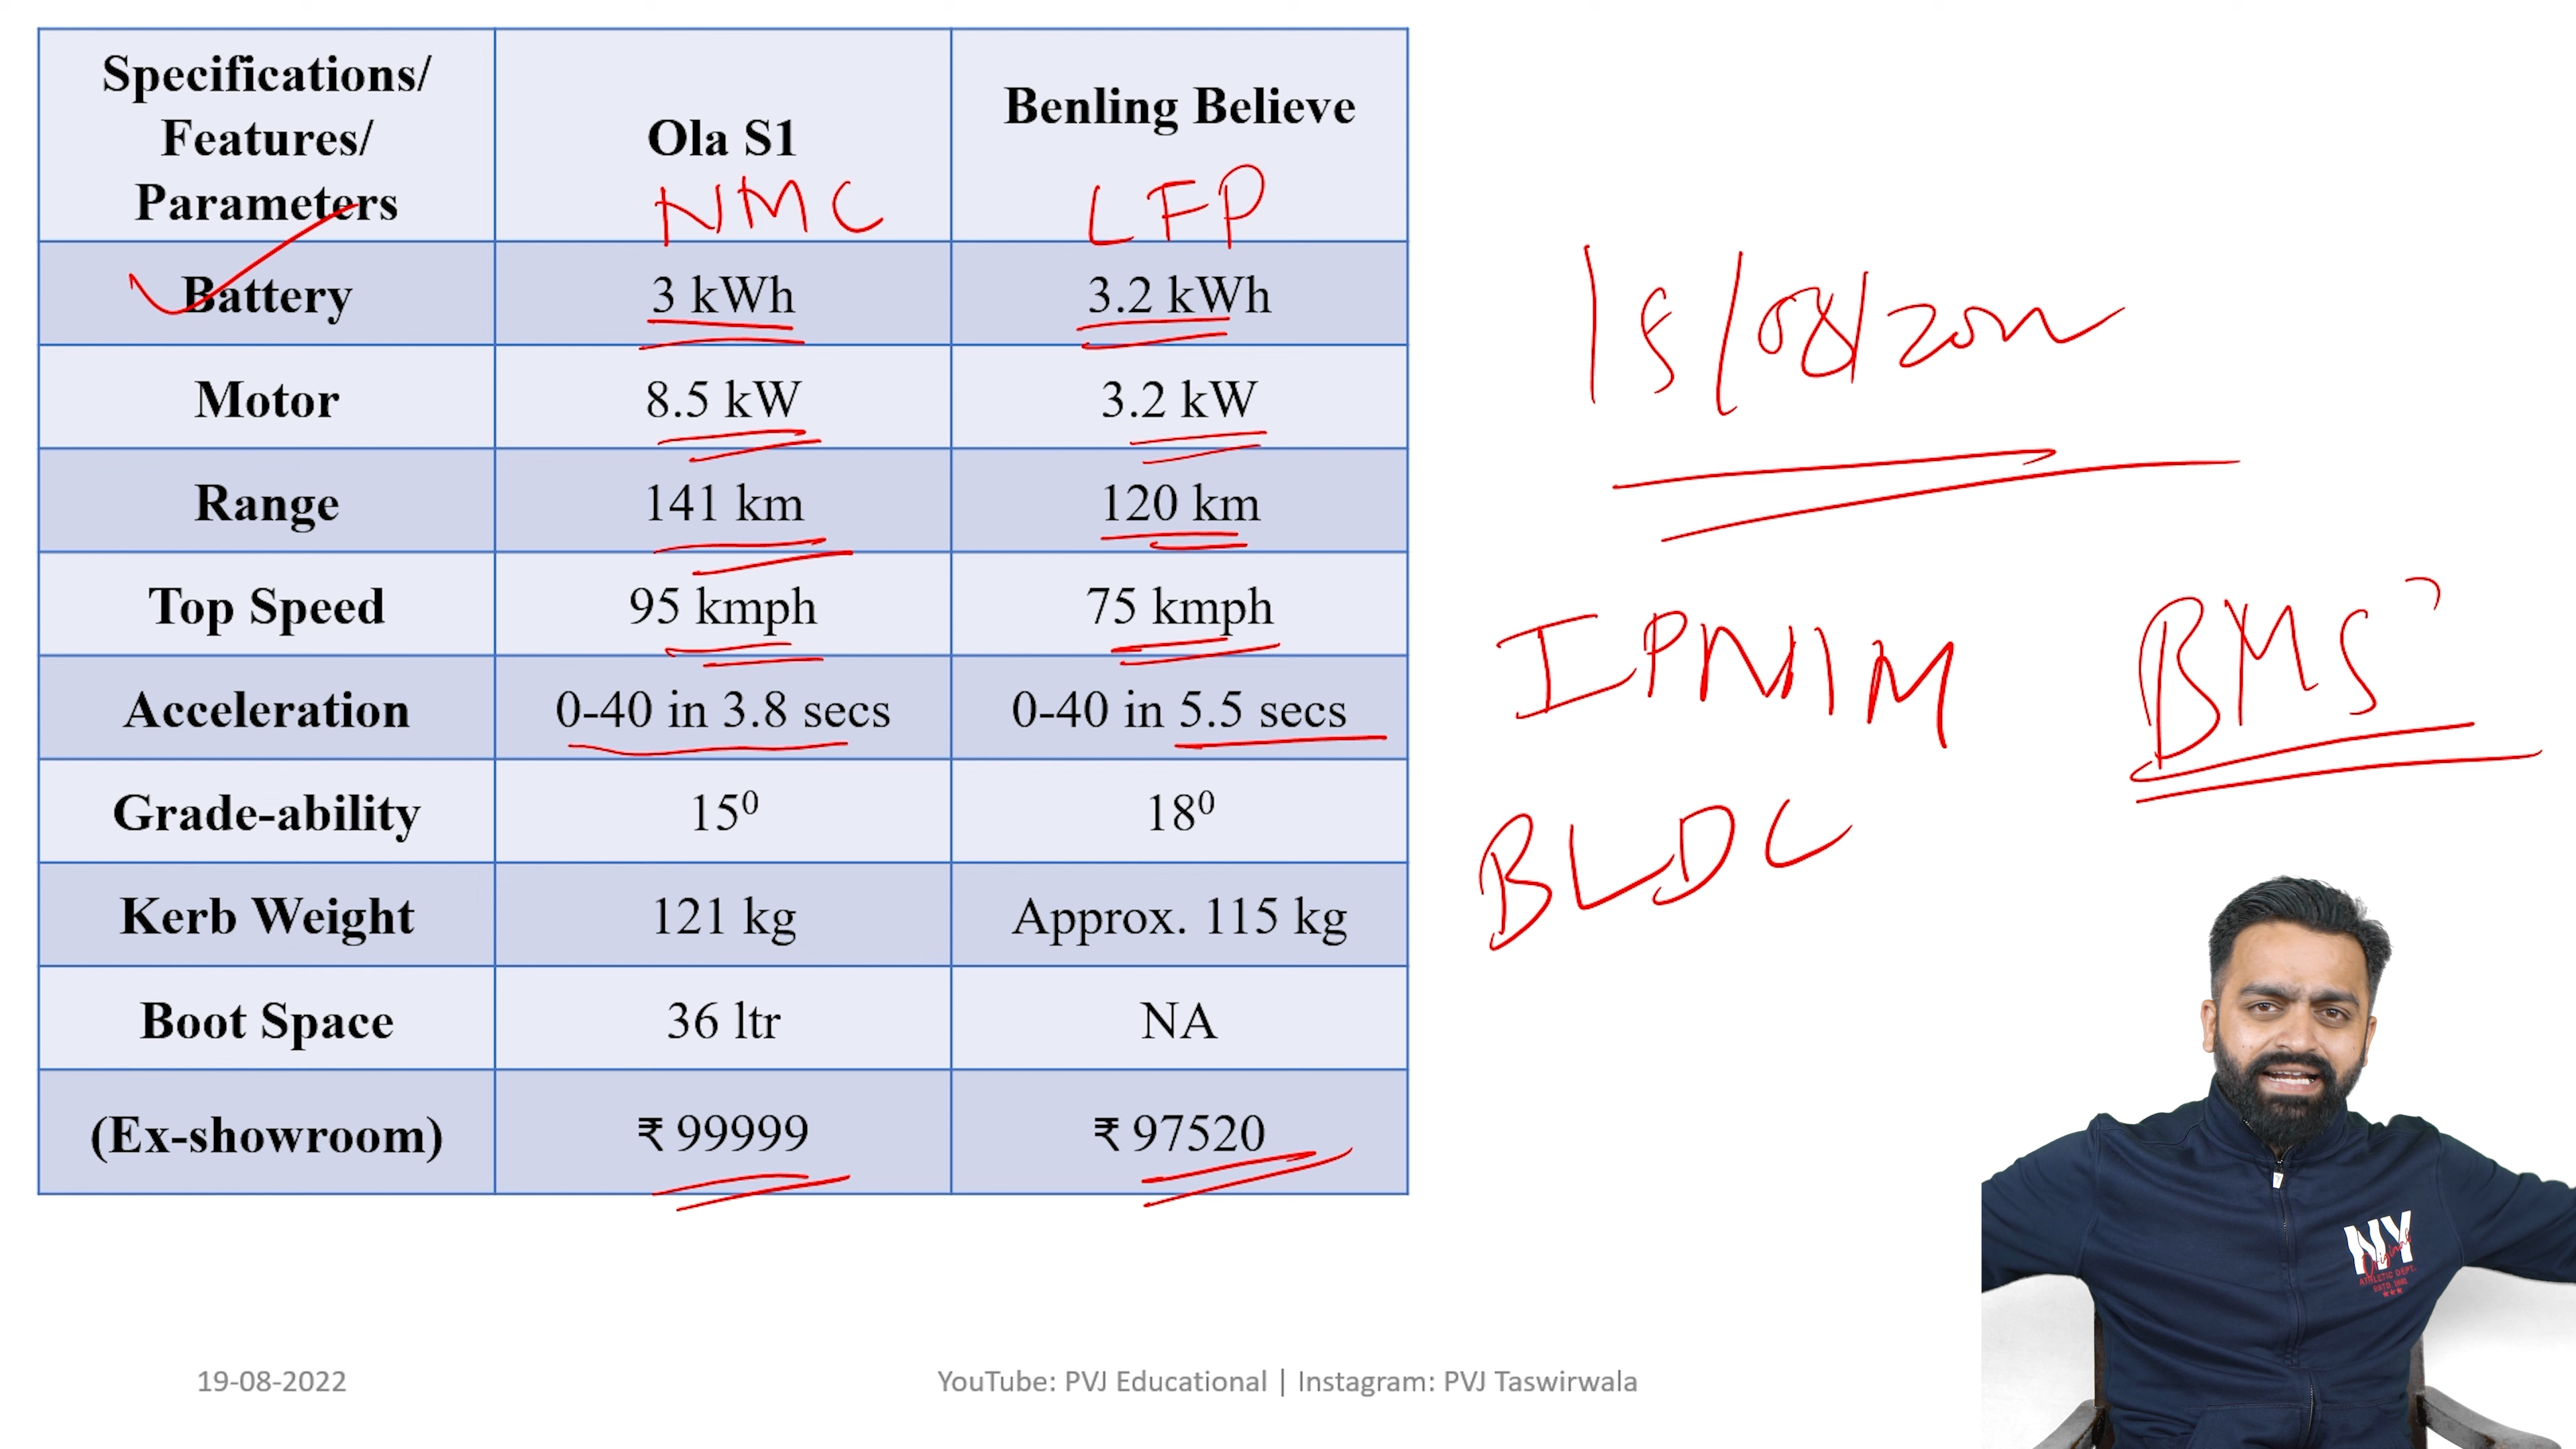 Specifications/
Features/
Parameters
Ola S1
NMC
Benling Believe
LFP
Battery
3 kWh
3.2 kWh
Motor
8.5 kW
3.2 kW
Range
141 km
120 km
Top Speed
95 kmph
75 kmph
Acceleration
0-40 in 3.8 secs
0-40 in 5.5 secs
Grade-ability
15⁰
18⁰
Kerb Weight
121 kg
Approx. 115 kg
Boot Space
36 ltr
NA
(Ex-showroom)
₹ 99999
₹ 97520
BMS
BLDC
NY
Original
ATHLETIC DEPT.
19-08-2022
YouTube: PVJ Educational | Instagram: PVJ Taswirwala